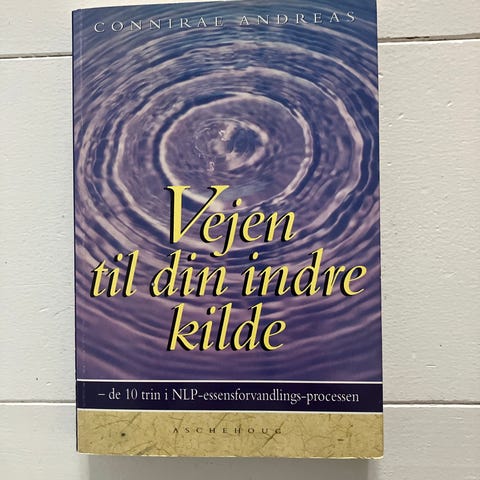 CONNIRAE ANDREAS
Vejen
til din indre
kilde
– de 10 trin i NLP-essensforvandlings-processen
ASCHEHOUG